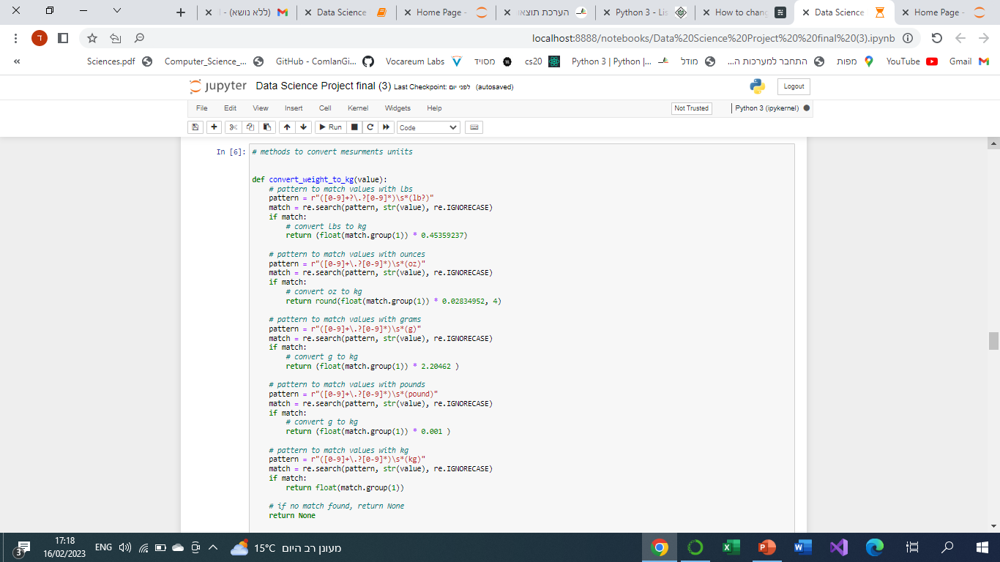 (ללא נושא) - ا
Data Science
Home Page -
הערכת תוצאו
Python 3 - Lis
How to chang
Data Science
Home Page -
ד
localhost:8888/notebooks/Data%20Science%20Project%20%20final%20(3).ipynb
«
Sciences.pdf
Computer_Science_...
GitHub - ComlanGi...
Vocareum Labs
מסויד
cs20
Python 3 | Python |...
מודל
התחבר למערכות ה...
מפות
YouTube
Gmail
jupyter Data Science Project final (3) Last Checkpoint: לפני יום (autosaved)
Logout
File Edit View Insert Cell Kernel Widgets Help
Not Trusted
Python 3 (ipykernel)
Run
Code
In [6]: # methods to convert mesurments uniits
def convert_weight_to_kg(value):
# pattern to match values with lbs
pattern = r"([0-9]+?\.?[0-9]*)\s*(lb?)"
match = re.search(pattern, str(value), re.IGNORECASE)
if match:
# convert lbs to kg
return (float(match.group(1)) * 0.45359237)
# pattern to match values with ounces
pattern = r"([0-9]+\.?[0-9]*)\s*(oz)"
match = re.search(pattern, str(value), re.IGNORECASE)
if match:
# convert oz to kg
return round(float(match.group(1)) * 0.02834952, 4)
# pattern to match values with grams
pattern = r"([0-9]+\.?[0-9]*)\s*(g)"
match = re.search(pattern, str(value), re.IGNORECASE)
if match:
# convert g to kg
return (float(match.group(1)) * 2.20462 )
# pattern to match values with pounds
pattern = r"([0-9]+\.?[0-9]*)\s*(pound)"
match = re.search(pattern, str(value), re.IGNORECASE)
if match:
# convert g to kg
return (float(match.group(1)) * 0.001 )
# pattern to match values with kg
pattern = r"([0-9]+\.?[0-9]*)\s*(kg)"
match = re.search(pattern, str(value), re.IGNORECASE)
if match:
return float(match.group(1))
# if no match found, return None
return None
3
17:18
16/02/2023
ENG
15°C מעונן רב היום